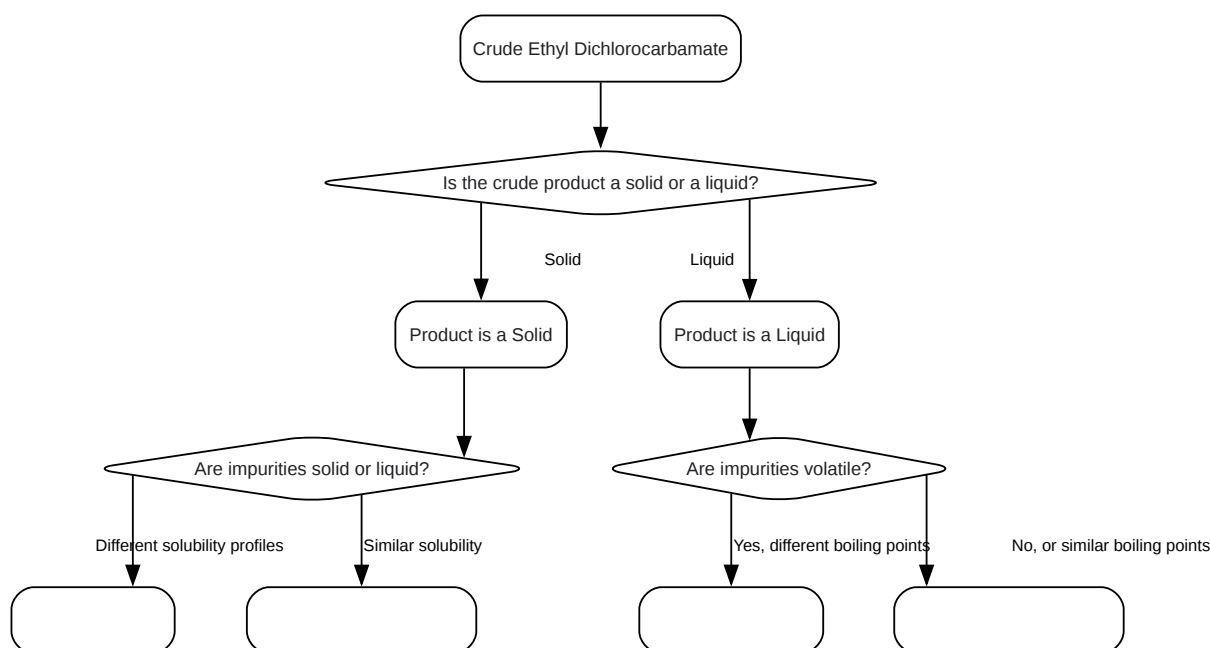 Crude Ethyl Dichlorocarbamate
Is the crude product a solid or a liquid?
Solid
Liquid
Product is a Solid
Product is a Liquid
Are impurities solid or liquid?
Are impurities volatile?
Different solubility profiles
Similar solubility
Yes, different boiling points
No, or similar boiling points